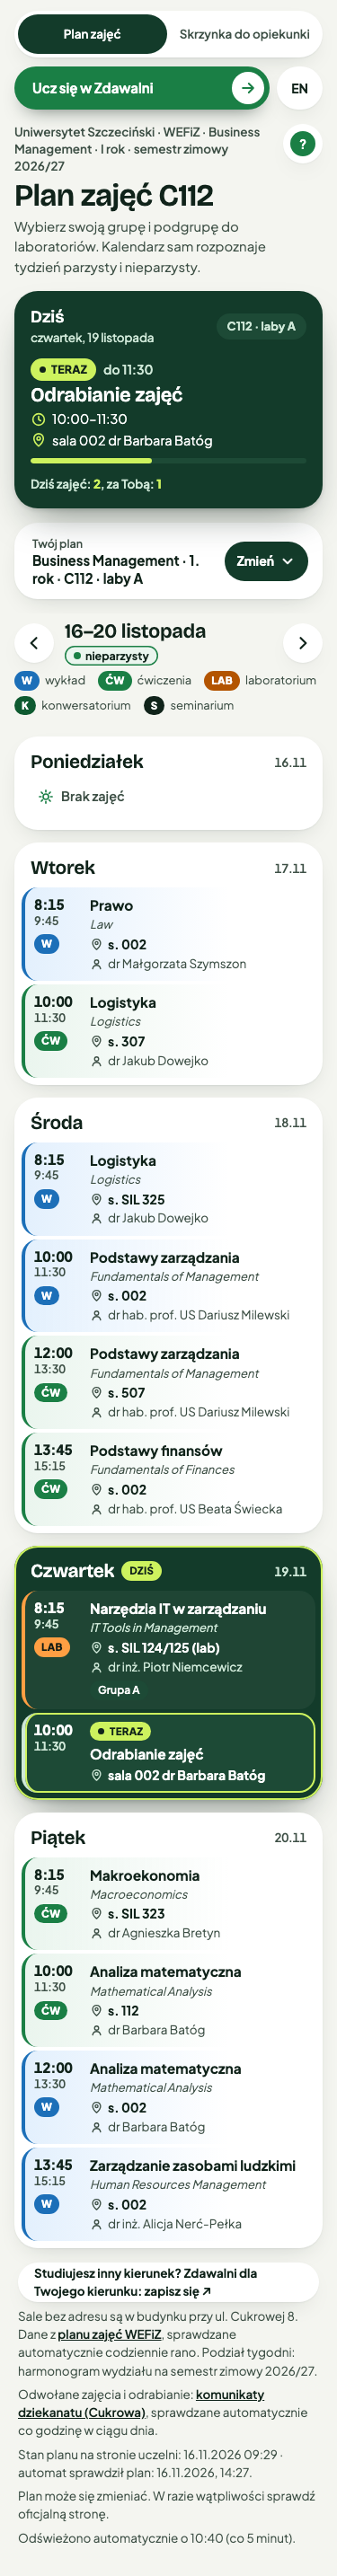 Plan zajęć
Skrzynka do opiekunki
Ucz się w Zdawalni
EN
Uniwersytet Szczeciński · WEFiZ · Business
Management · I rok · semestr zimowy
2026/27
?
Plan zajęć C112
Wybierz swoją grupę i podgrupę do
laboratoriów. Kalendarz sam rozpoznaje
tydzień parzysty i nieparzysty.
Dziś
czwartek, 19 listopada
C112 · laby A
TERAZ do 11:30
Odrabianie zajęć
10:00–11:30
sala 002 dr Barbara Batóg
Dziś zajęć: 2, za Tobą: 1
Twój plan
Business Management · 1.
rok · C112 · laby A
Zmień
16–20 listopada
nieparzysty
W wykład ĆW ćwiczenia LAB laboratorium
K konwersatorium S seminarium
Poniedziałek 16.11
Brak zajęć
Wtorek 17.11
8:15
9:45
W
Prawo
Law
s. 002
dr Małgorzata Szymszon
10:00
11:30
ĆW
Logistyka
Logistics
s. 307
dr Jakub Dowejko
Środa 18.11
8:15
9:45
W
Logistyka
Logistics
s. SIL 325
dr Jakub Dowejko
10:00
11:30
W
Podstawy zarządzania
Fundamentals of Management
s. 002
dr hab. prof. US Dariusz Milewski
12:00
13:30
ĆW
Podstawy zarządzania
Fundamentals of Management
s. 507
dr hab. prof. US Dariusz Milewski
13:45
15:15
ĆW
Podstawy finansów
Fundamentals of Finances
s. 002
dr hab. prof. US Beata Świecka
Czwartek DZIŚ 19.11
8:15
9:45
LAB
Narzędzia IT w zarządzaniu
IT Tools in Management
s. SIL 124/125 (lab)
dr inż. Piotr Niemcewicz
Grupa A
10:00
11:30
TERAZ
Odrabianie zajęć
sala 002 dr Barbara Batóg
Piątek 20.11
8:15
9:45
ĆW
Makroekonomia
Macroeconomics
s. SIL 323
dr Agnieszka Bretyn
10:00
11:30
ĆW
Analiza matematyczna
Mathematical Analysis
s. 112
dr Barbara Batóg
12:00
13:30
W
Analiza matematyczna
Mathematical Analysis
s. 002
dr Barbara Batóg
13:45
15:15
W
Zarządzanie zasobami ludzkimi
Human Resources Management
s. 002
dr inż. Alicja Nerć-Pełka
Studiujesz inny kierunek? Zdawalni dla
Twojego kierunku: zapisz się ↗
Sale bez adresu są w budynku przy ul. Cukrowej 8.
Dane z planu zajęć WEFiZ, sprawdzane
automatycznie codziennie rano. Podział tygodni:
harmonogram wydziału na semestr zimowy 2026/27.
Odwołane zajęcia i odrabianie: komunikaty
dziekanatu (Cukrowa), sprawdzane automatycznie
co godzinę w ciągu dnia.
Stan planu na stronie uczelni: 16.11.2026 09:29 ·
automat sprawdził plan: 16.11.2026, 14:27.
Plan może się zmieniać. W razie wątpliwości sprawdź
oficjalną stronę.
Odświeżono automatycznie o 10:40 (co 5 minut).